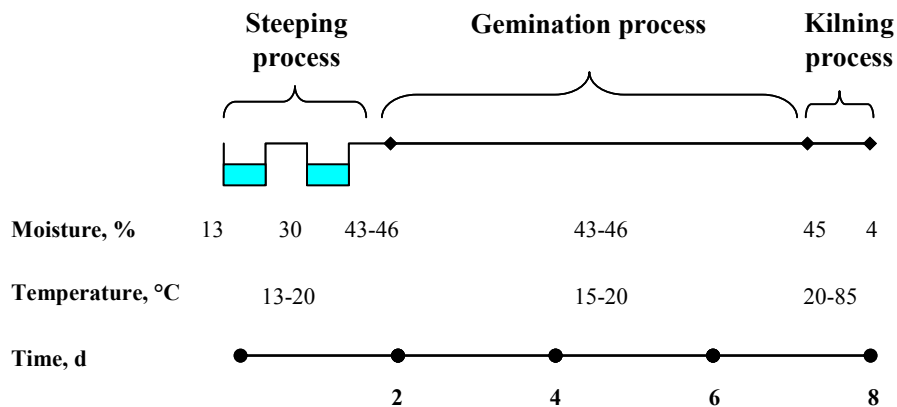 Steeping process
Gemination process
Kilning process
Moisture, % 13 30 43-46 43-46 45 4
Temperature, °C 13-20 15-20 20-85
Time, d
2 4 6 8